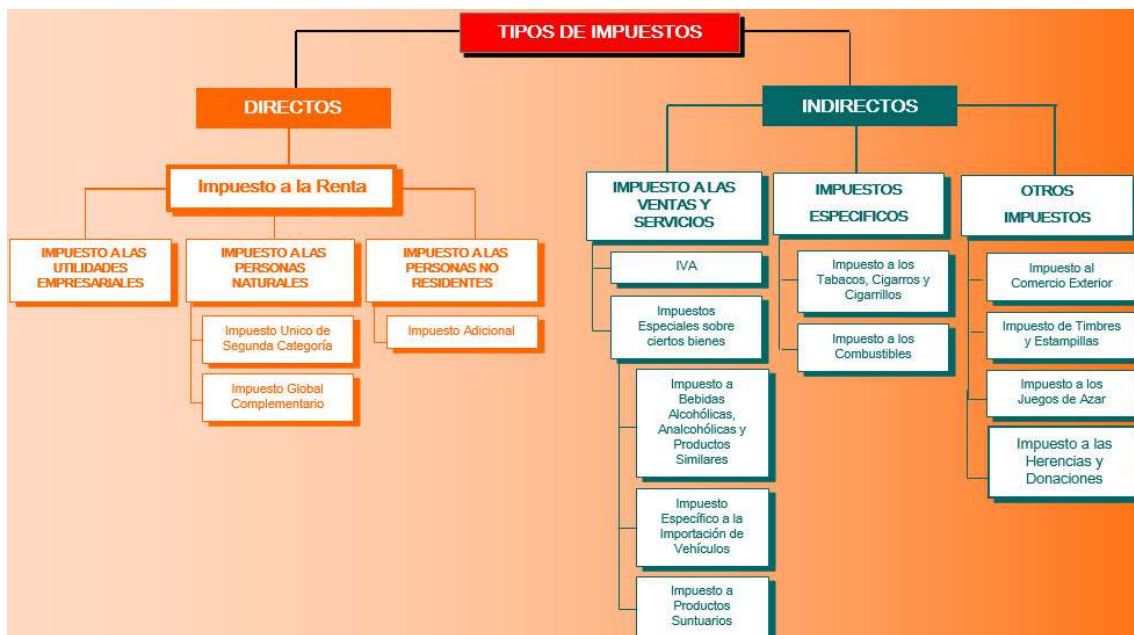 TIPOS DE IMPUESTOS
DIRECTOS
Impuesto a la Renta
IMPUESTO A LAS
UTILIDADES
EMPRESARIALES
IMPUESTO A LAS
PERSONAS
NATURALES
Impuesto Unico de
Segunda Categoría
Impuesto Global
Complementario
IMPUESTO A LAS
PERSONAS NO
RESIDENTES
Impuesto Adicional
INDIRECTOS
IMPUESTO A LAS
VENTAS Y
SERVICIOS
IVA
Impuestos
Especiales sobre
ciertos bienes
Impuesto a
Bebidas
Alcohólicas,
Analcohólicas y
Productos
Similares
Impuesto
Específico a la
Importación de
Vehículos
Impuesto a
Productos
Suntuarios
IMPUESTOS
ESPECIFICOS
Impuesto a los
Tabacos, Cigarros y
Cigarrillos
Impuesto a los
Combustibles
OTROS
IMPUESTOS
Impuesto al
Comercio Exterior
Impuesto de Timbres
y Estampillas
Impuesto a los
Juegos de Azar
Impuesto a las
Herencias y
Donaciones